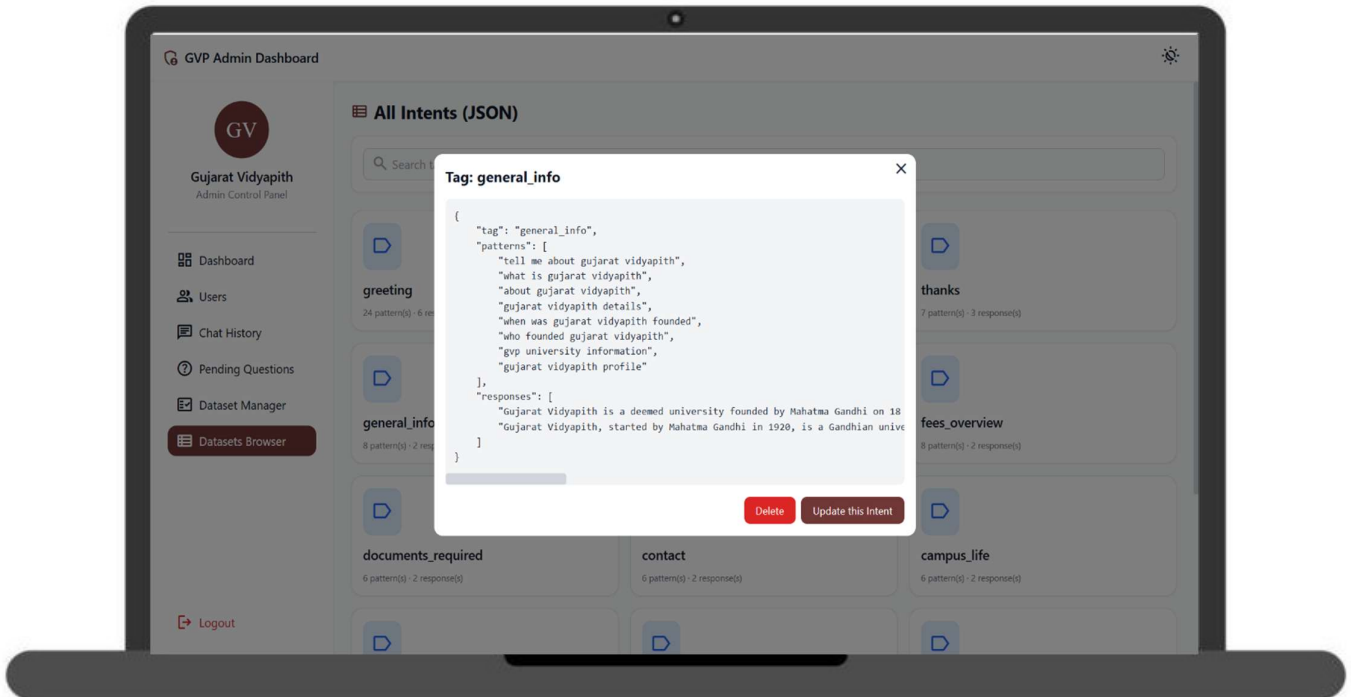 GVP Admin Dashboard
GV
Gujarat Vidyapith
Admin Control Panel
Dashboard
Users
Chat History
Pending Questions
Dataset Manager
Datasets Browser
Logout
All Intents (JSON)
Search
greeting
24 pattern(s) · 6
thanks
7 pattern(s) · 3 response(s)
general_info
8 pattern(s) · 2
fees_overview
8 pattern(s) · 2 response(s)
documents_required
6 pattern(s) · 2 response(s)
contact
6 pattern(s) · 2 response(s)
campus_life
6 pattern(s) · 2 response(s)
Tag: general_info
{
"tag": "general_info",
"patterns": [
"tell me about gujarat vidyapith",
"what is gujarat vidyapith",
"about gujarat vidyapith",
"gujarat vidyapith details",
"when was gujarat vidyapith founded",
"who founded gujarat vidyapith",
"gvp university information",
"gujarat vidyapith profile"
],
"responses": [
"Gujarat Vidyapith is a deemed university founded by Mahatma Gandhi on 18
"Gujarat Vidyapith, started by Mahatma Gandhi in 1920, is a Gandhian unive
]
}
Delete
Update this Intent